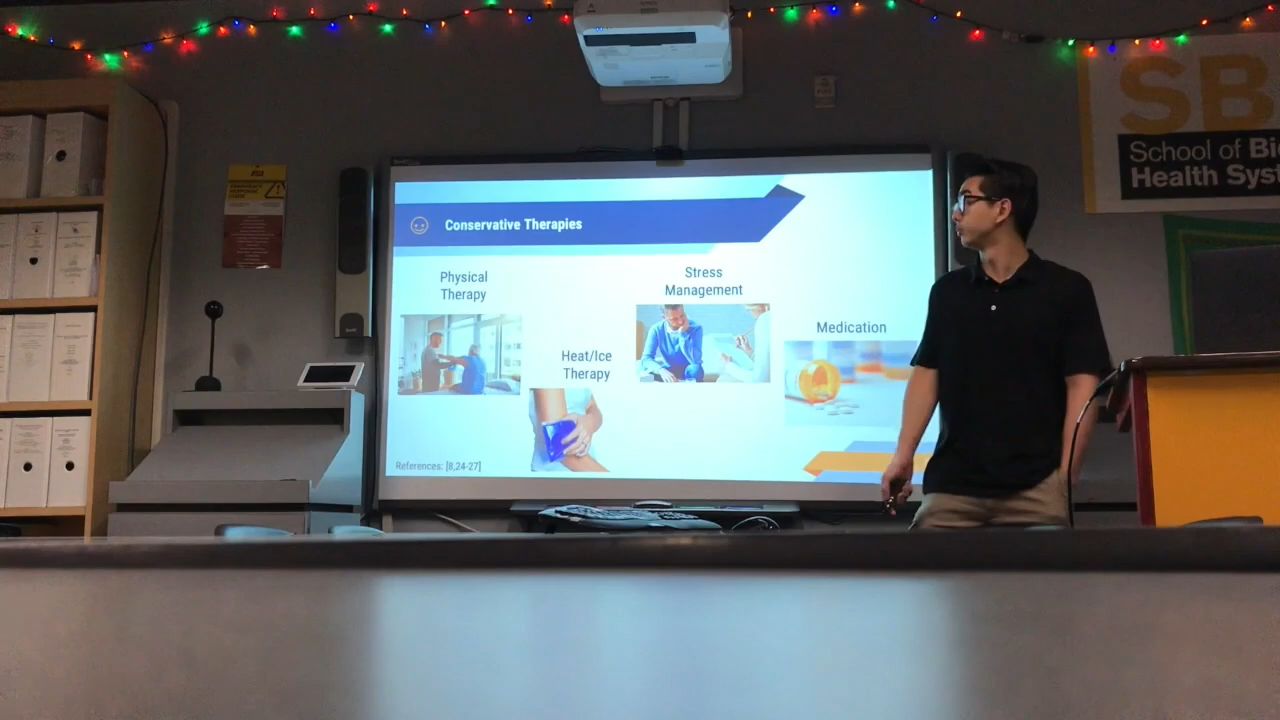 SB
School of Bi
Health Syst
Conservative Therapies
Physical
Therapy
Stress
Management
Medication
Heat/Ice
Therapy
References: [8,24-27]